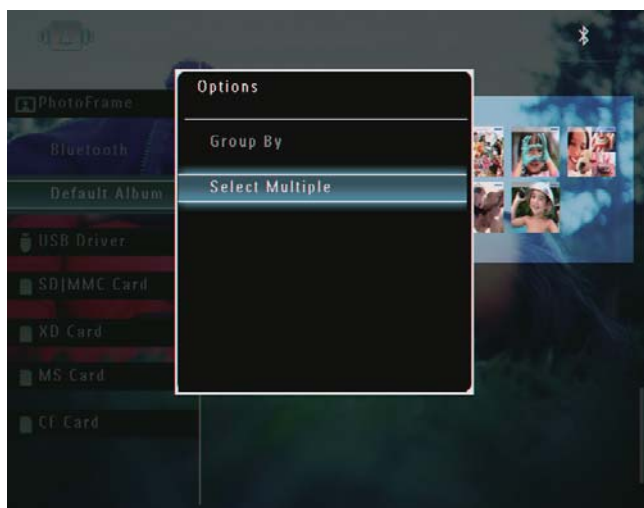 Options
Group By
Select Multiple
PhotoFrame
Bluetooth
Default Album
USB Driver
SD|MMC Card
XD Card
MS Card
CF Card